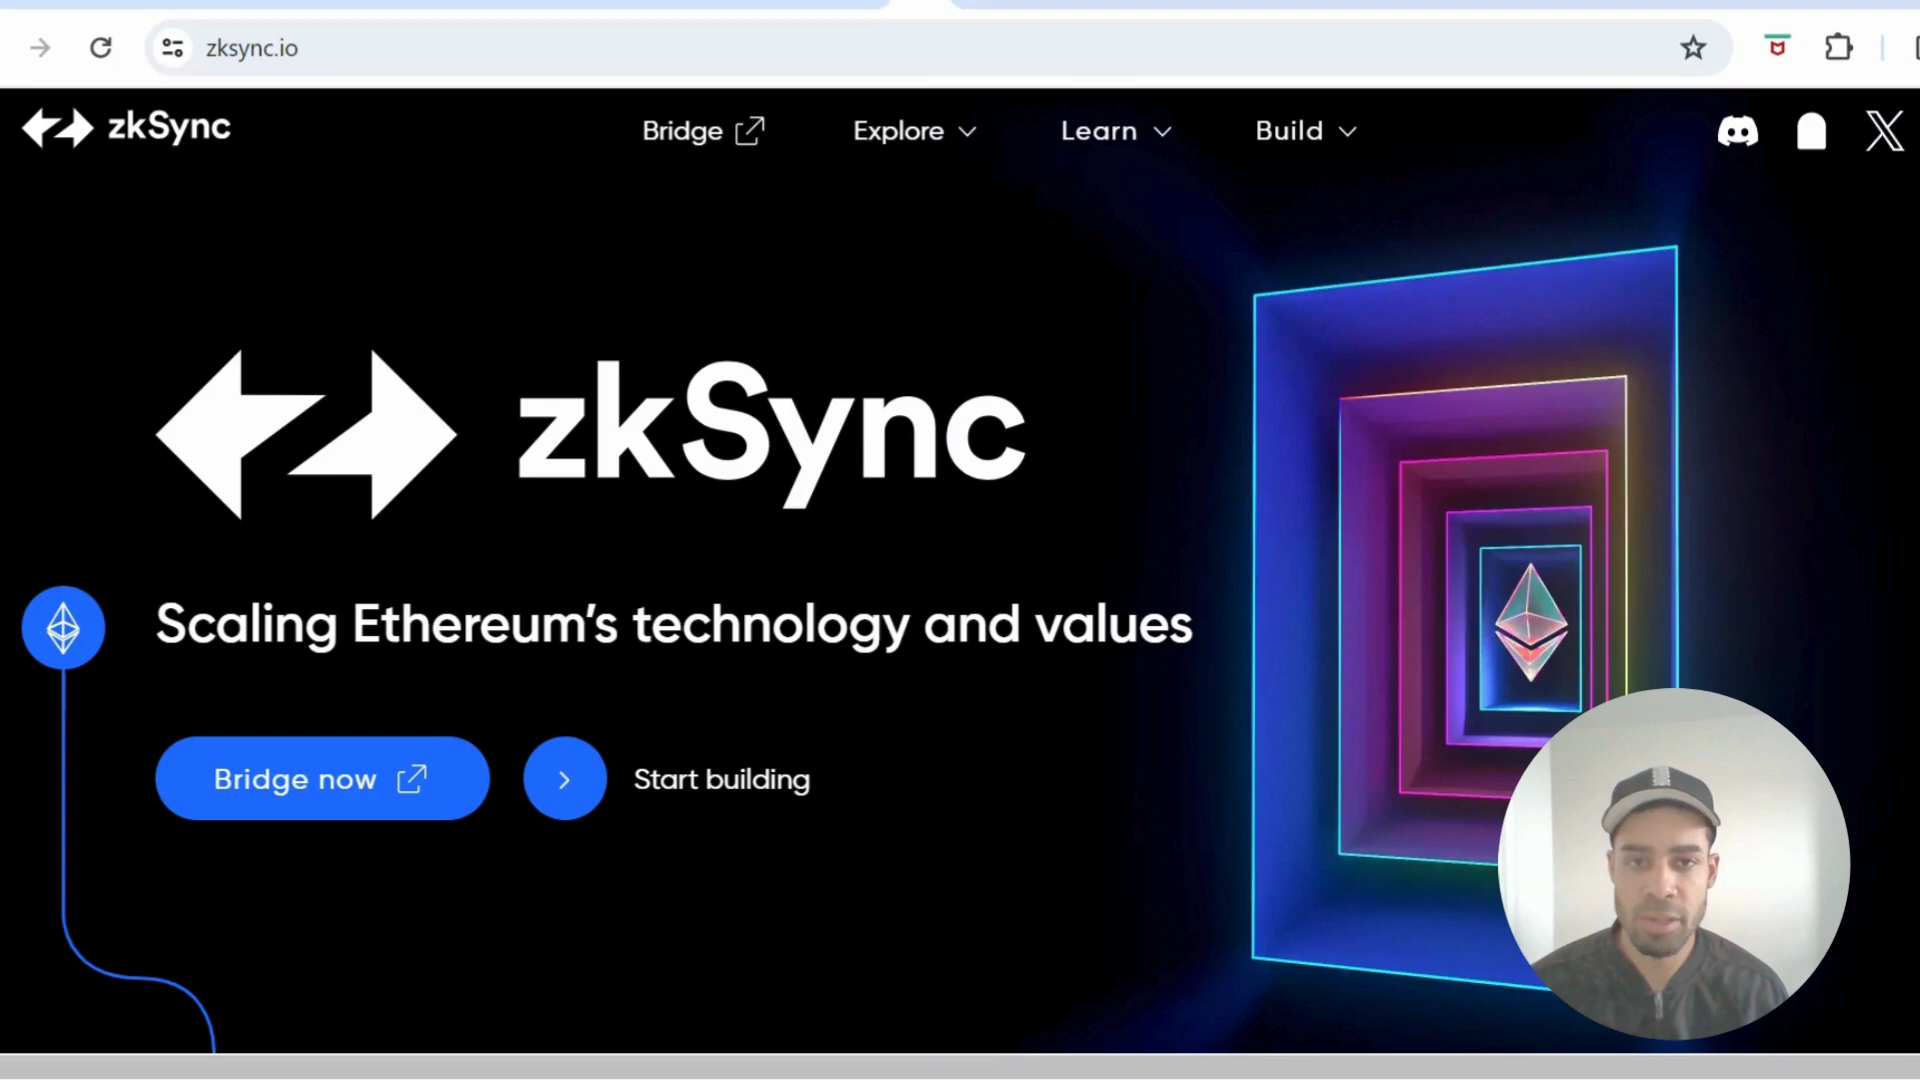 zksync.io
zkSync
Bridge
Explore
Learn
Build
zkSync
Scaling Ethereum’s technology and values
Bridge now
Start building